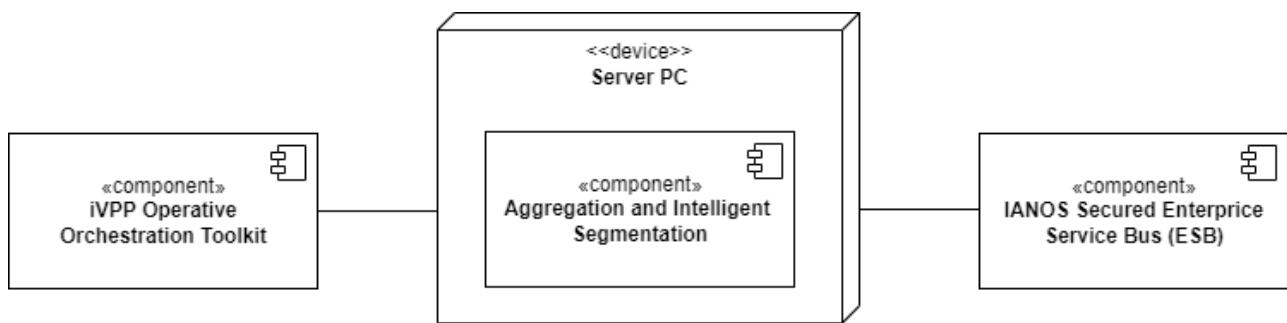 <<device>>
Server PC
«component»
iVPP Operative
Orchestration Toolkit
«component»
Aggregation and Intelligent
Segmentation
«component»
IANOS Secured Enterprice
Service Bus (ESB)